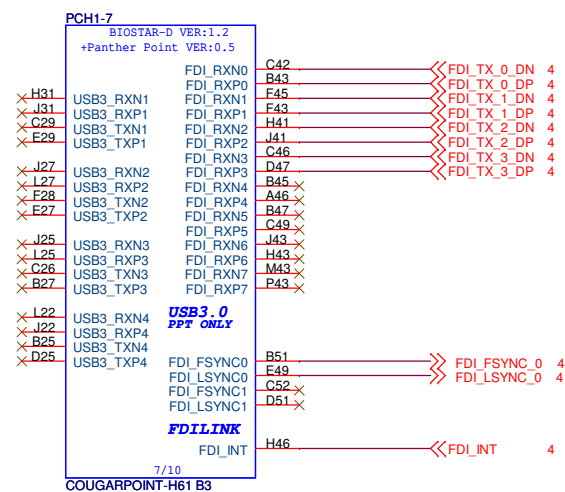 PCH1-7
BIOSTAR-D VER:1.2
+Panther Point VER:0.5
FDI_RXN0 C42 FDI_TX_0_DN 4
FDI_RXP0 B43 FDI_TX_0_DP 4
H31 USB3_RXN1 FDI_RXN1 F45 FDI_TX_1_DN 4
J31 USB3_RXP1 FDI_RXP1 F43 FDI_TX_1_DP 4
C29 USB3_TXN1 FDI_RXN2 H41 FDI_TX_2_DN 4
E29 USB3_TXP1 FDI_RXP2 J41 FDI_TX_2_DP 4
FDI_RXN3 C46 FDI_TX_3_DN 4
J27 USB3_RXN2 FDI_RXP3 D47 FDI_TX_3_DP 4
L27 USB3_RXP2 FDI_RXN4 B45
F28 USB3_TXN2 FDI_RXP4 A46
E27 USB3_TXP2 FDI_RXN5 B47
FDI_RXP5 C49
J25 USB3_RXN3 FDI_RXN6 J43
L25 USB3_RXP3 FDI_RXP6 H43
C26 USB3_TXN3 FDI_RXN7 M43
B27 USB3_TXP3 FDI_RXP7 P43
L22 USB3_RXN4 USB3.0
J22 USB3_RXP4 PPT ONLY
B25 USB3_TXN4
D25 USB3_TXP4 FDI_FSYNC0 B51 FDI_FSYNC_0 4
FDI_LSYNC0 E49 FDI_LSYNC_0 4
FDI_FSYNC1 C52
FDI_LSYNC1 D51
FDILINK
FDI_INT H46 FDI_INT 4
7/10
COUGARPOINT-H61 B3